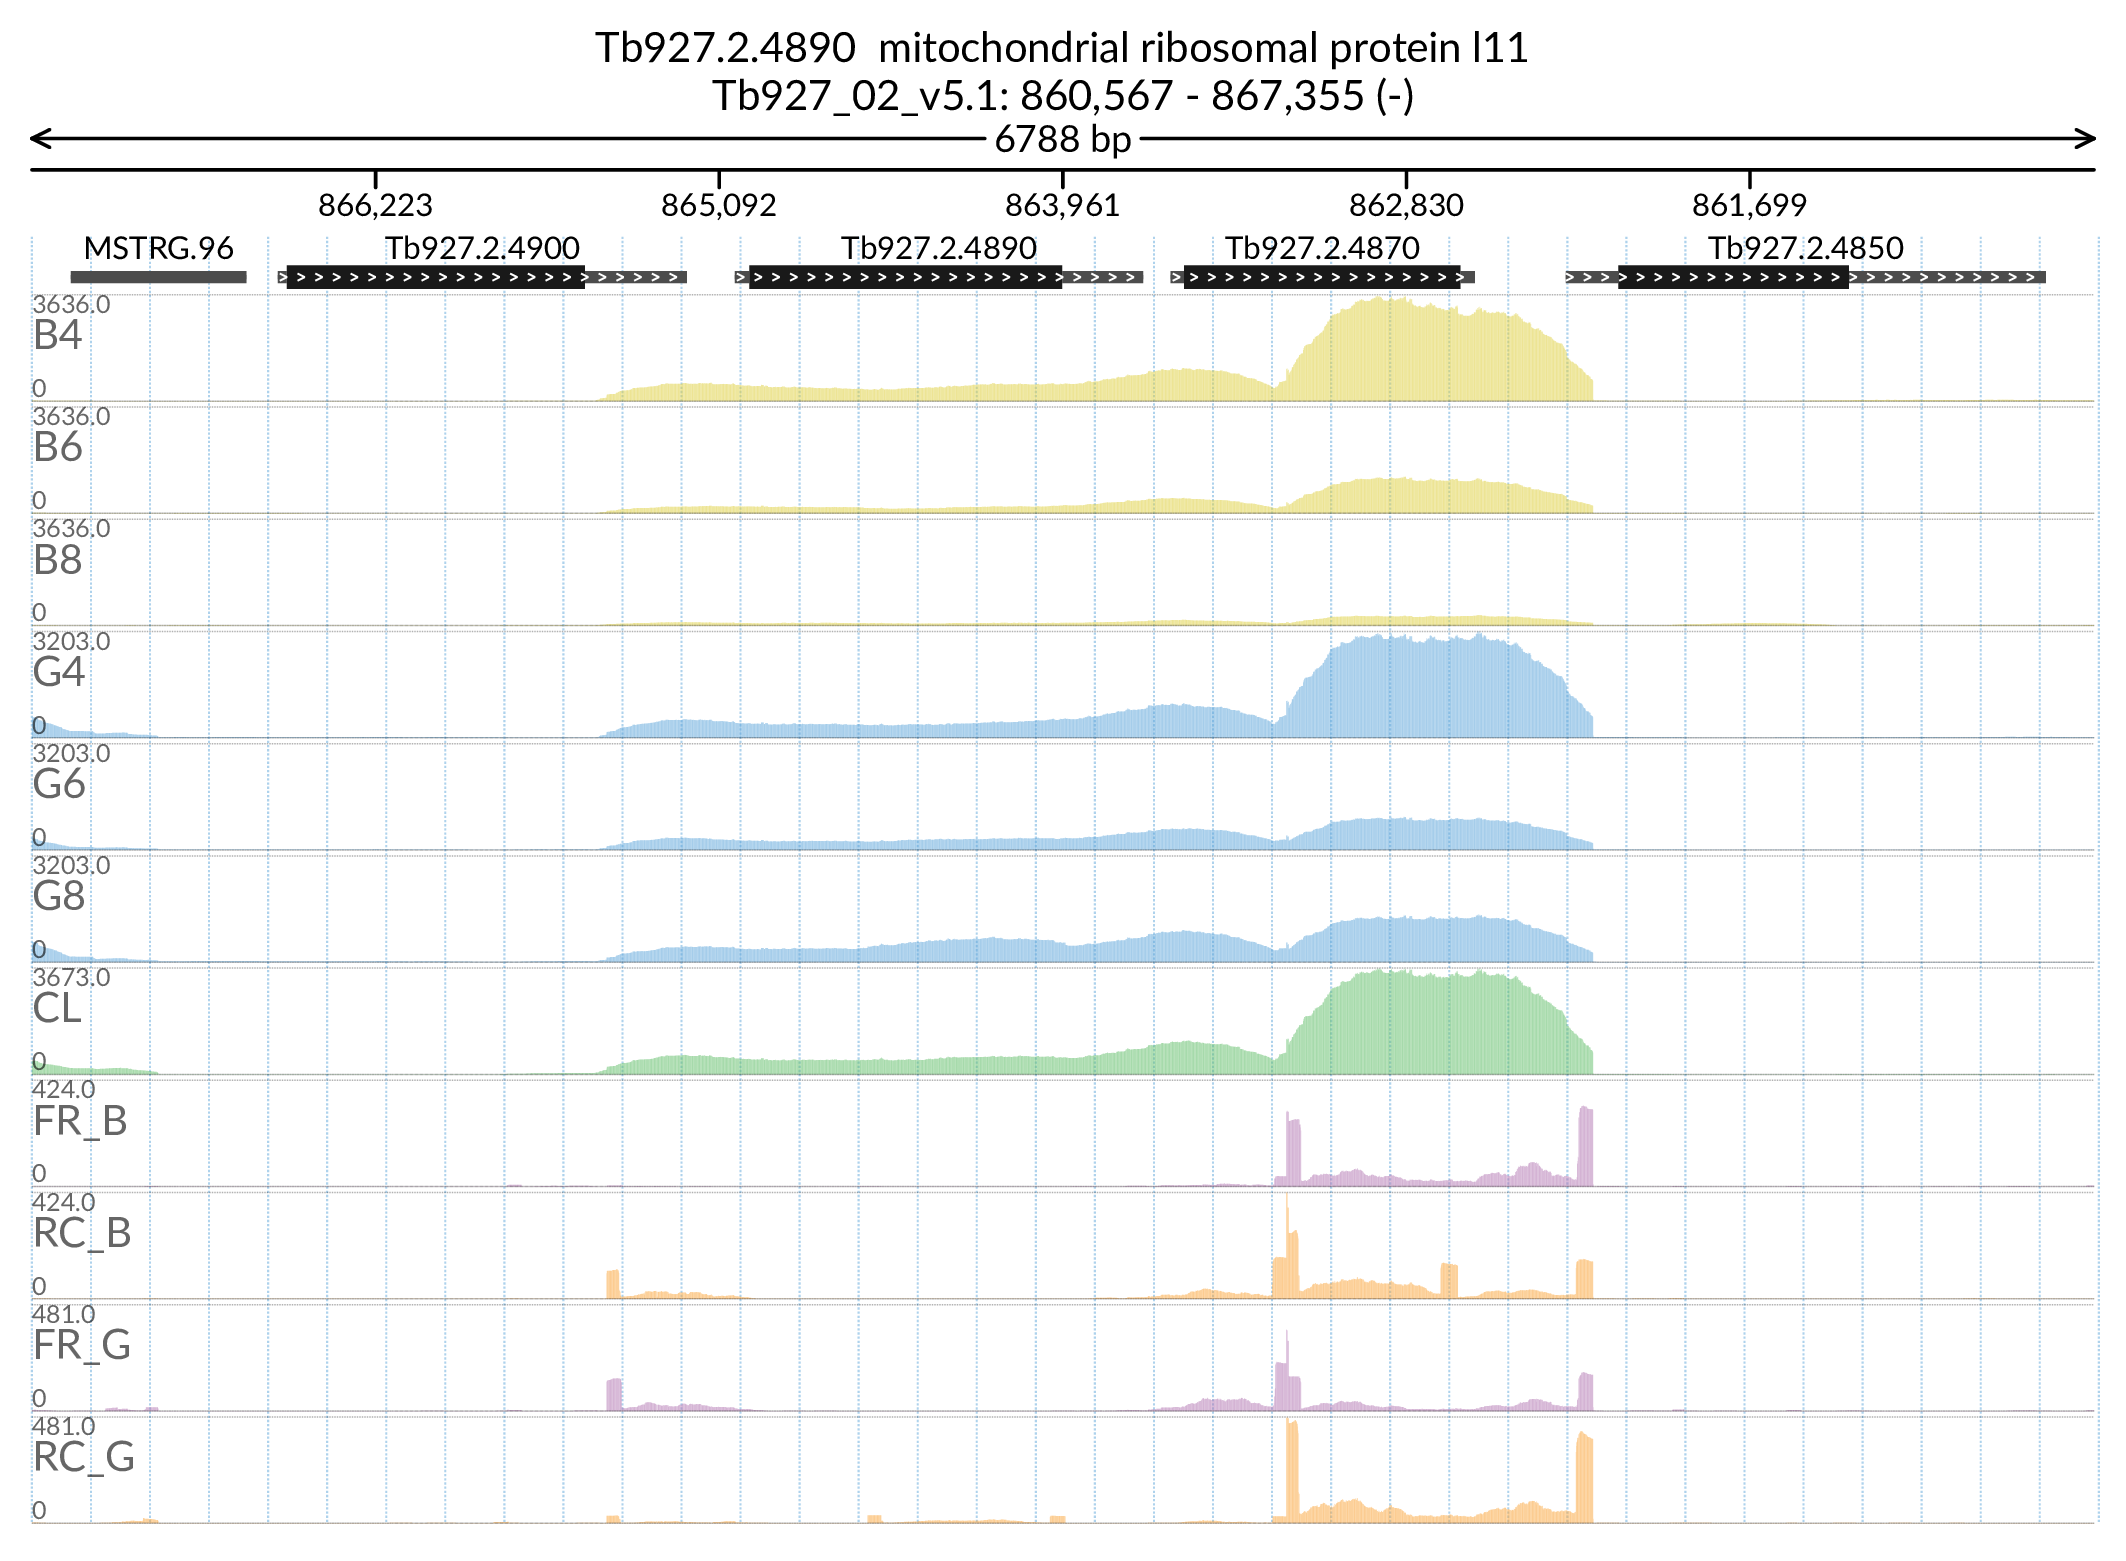 Tb927.2.4890  mitochondrial ribosomal protein l11
Tb927_02_v5.1: 860,567 - 867,355 (-)
6788 bp
866,223 865,092 863,961 862,830 861,699
MSTRG.96 Tb927.2.4900 Tb927.2.4890 Tb927.2.4870 Tb927.2.4850
3636.0
B4
0
3636.0
B6
0
3636.0
B8
0
3203.0
G4
0
3203.0
G6
0
3203.0
G8
0
3673.0
CL
0
424.0
FR_B
0
424.0
RC_B
0
481.0
FR_G
0
481.0
RC_G
0